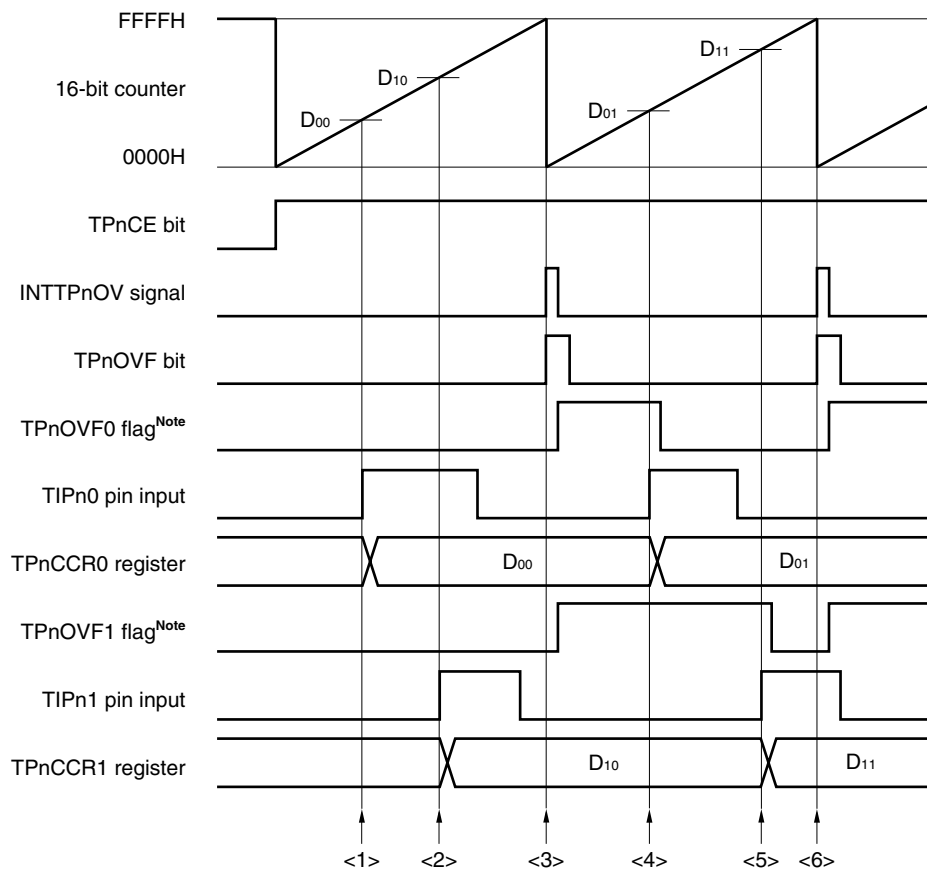 FFFFH
16-bit counter
0000H
D00
D10
D01
D11
TPnCE bit
INTTPnOV signal
TPnOVF bit
TPnOVF0 flagNote
TIPn0 pin input
TPnCCR0 register
D00
D01
TPnOVF1 flagNote
TIPn1 pin input
TPnCCR1 register
D10
D11
<1>
<2>
<3>
<4>
<5>
<6>